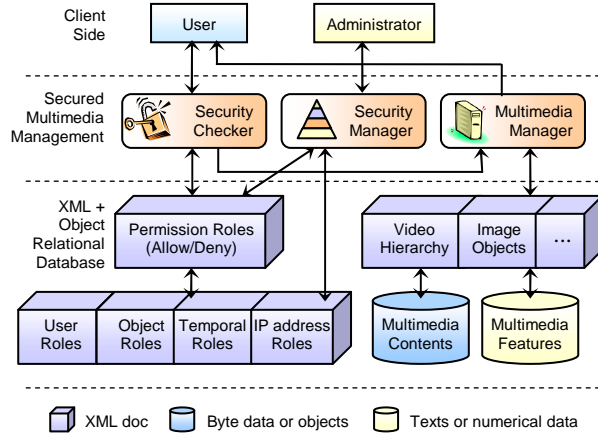 Client
Side
User
Administrator
Secured
Multimedia
Management
Security
Checker
Security
Manager
Multimedia
Manager
XML +
Object
Relational
Database
Permission Roles
(Allow/Deny)
Video
Hierarchy
Image
Objects
...
User
Roles
Object
Roles
Temporal
Roles
IP address
Roles
Multimedia
Contents
Multimedia
Features
XML doc
Byte data or objects
Texts or numerical data